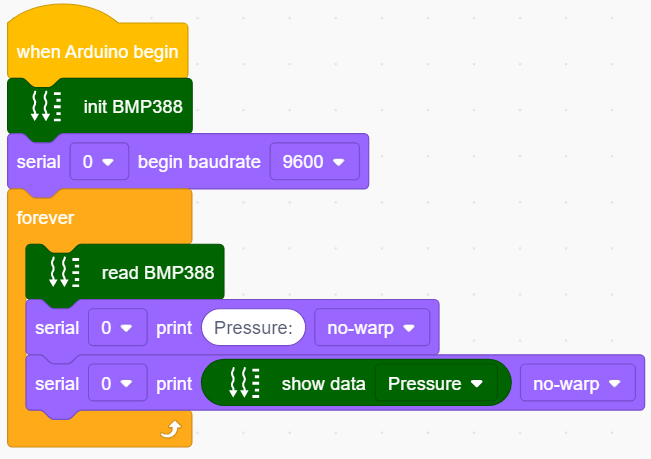 when Arduino begin
init BMP388
serial 0 begin baudrate 9600
forever
read BMP388
serial 0 print Pressure: no-warp
serial 0 print show data Pressure no-warp